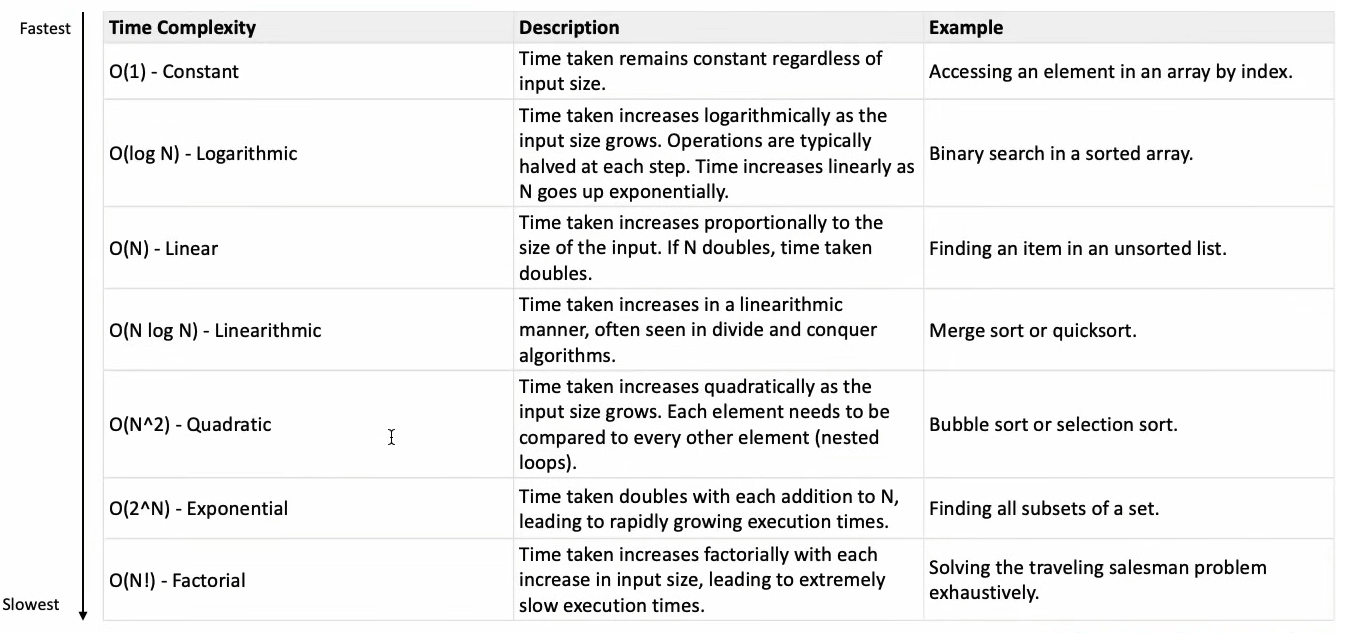 Fastest
Time Complexity
Description
Example
O(1) - Constant
Time taken remains constant regardless of
input size.
Accessing an element in an array by index.
O(log N) - Logarithmic
Time taken increases logarithmically as the
input size grows. Operations are typically
halved at each step. Time increases linearly as
N goes up exponentially.
Binary search in a sorted array.
O(N) - Linear
Time taken increases proportionally to the
size of the input. If N doubles, time taken
doubles.
Finding an item in an unsorted list.
O(N log N) - Linearithmic
Time taken increases in a linearithmic
manner, often seen in divide and conquer
algorithms.
Merge sort or quicksort.
O(N^2) - Quadratic
Time taken increases quadratically as the
input size grows. Each element needs to be
compared to every other element (nested
loops).
Bubble sort or selection sort.
O(2^N) - Exponential
Time taken doubles with each addition to N,
leading to rapidly growing execution times.
Finding all subsets of a set.
O(N!) - Factorial
Time taken increases factorially with each
increase in input size, leading to extremely
slow execution times.
Solving the traveling salesman problem
exhaustively.
Slowest